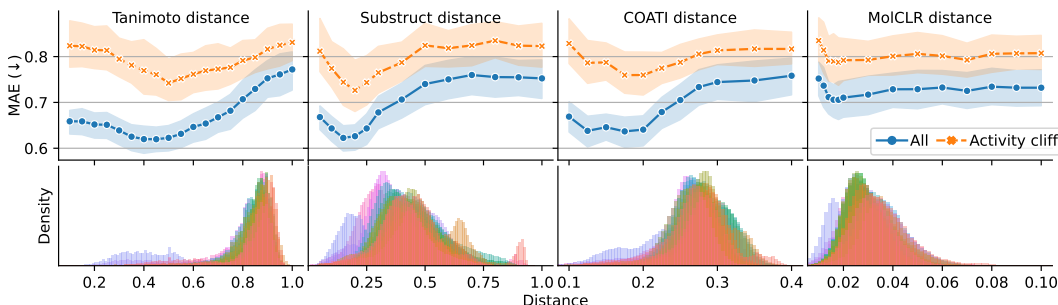 Tanimoto distance
Substruct distance
COATI distance
MolCLR distance
MAE (↓)
0.8
0.7
0.6
All
Activity cliff
Density
0.2 0.4 0.6 0.8 1.0
0.25 0.5 0.75 1.0
0.1 0.2 0.3 0.4
0.02 0.04 0.06 0.08 0.10
Distance